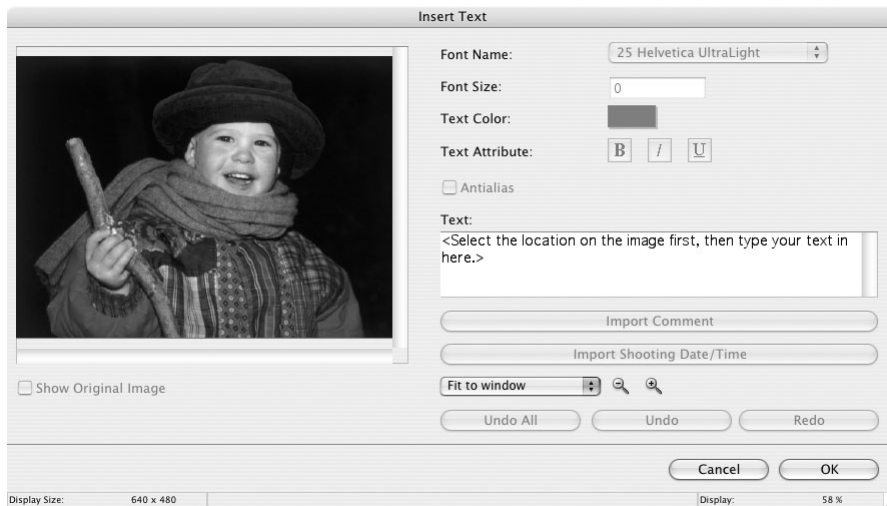 Insert Text
Font Name: 25 Helvetica UltraLight
Font Size: 0
Text Color:
Text Attribute: B I U
Antialias
Text:
<Select the location on the image first, then type your text in
here.>
Import Comment
Import Shooting Date/Time
Show Original Image
Fit to window
Undo All Undo Redo
Cancel OK
Display Size: 640 x 480 Display: 58 %